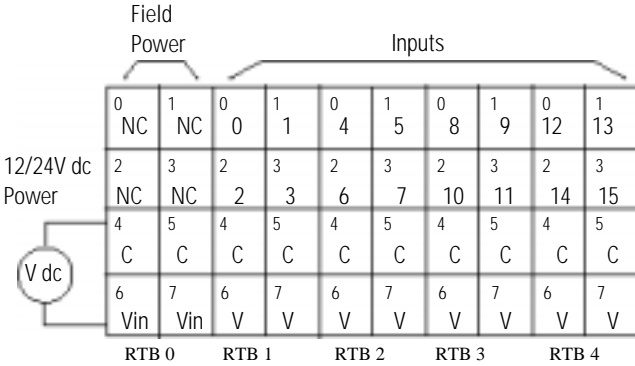 Field
Power
Inputs
0 1 0 1 0 1 0 1 0 1
NC NC 0 1 4 5 8 9 12 13
12/24V dc
Power
2 3 2 3 2 3 2 3 2 3
NC NC 2 3 6 7 10 11 14 15
4 5 4 5 4 5 4 5 4 5
C C C C C C C C C C
V dc
6 7 6 7 6 7 6 7 6 7
Vin Vin V V V V V V V V
RTB 0 RTB 1 RTB 2 RTB 3 RTB 4